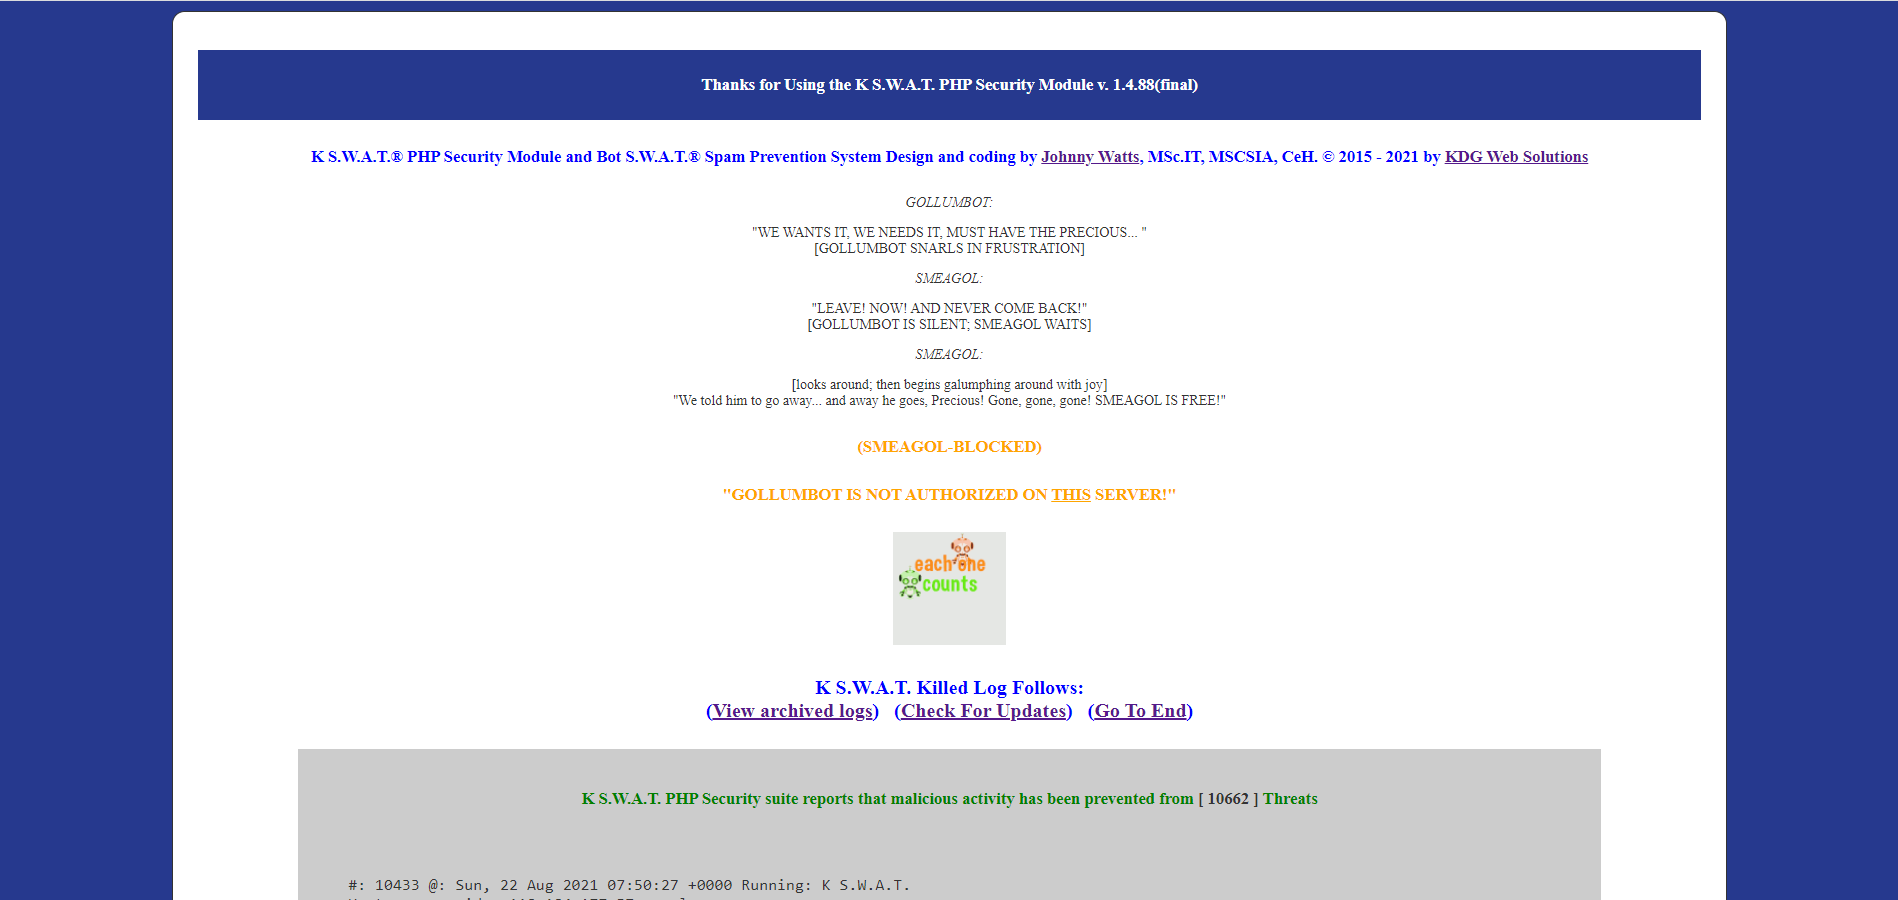 Thanks for Using the K S.W.A.T. PHP Security Module v. 1.4.88(final)
K S.W.A.T.® PHP Security Module and Bot S.W.A.T.® Spam Prevention System Design and coding by Johnny Watts, MSc.IT, MSCSIA, CeH. © 2015 - 2021 by KDG Web Solutions
GOLLUMBOT:
"WE WANTS IT, WE NEEDS IT, MUST HAVE THE PRECIOUS... "
[GOLLUMBOT SNARLS IN FRUSTRATION]
SMEAGOL:
"LEAVE! NOW! AND NEVER COME BACK!"
[GOLLUMBOT IS SILENT; SMEAGOL WAITS]
SMEAGOL:
[looks around; then begins galumphing around with joy]
"We told him to go away... and away he goes, Precious! Gone, gone, gone! SMEAGOL IS FREE!"
(SMEAGOL-BLOCKED)
"GOLLUMBOT IS NOT AUTHORIZED ON THIS SERVER!"
each one
counts
K S.W.A.T. Killed Log Follows:
(View archived logs) (Check For Updates) (Go To End)
K S.W.A.T. PHP Security suite reports that malicious activity has been prevented from [ 10662 ] Threats
#: 10433 @: Sun, 22 Aug 2021 07:50:27 +0000 Running: K S.W.A.T.